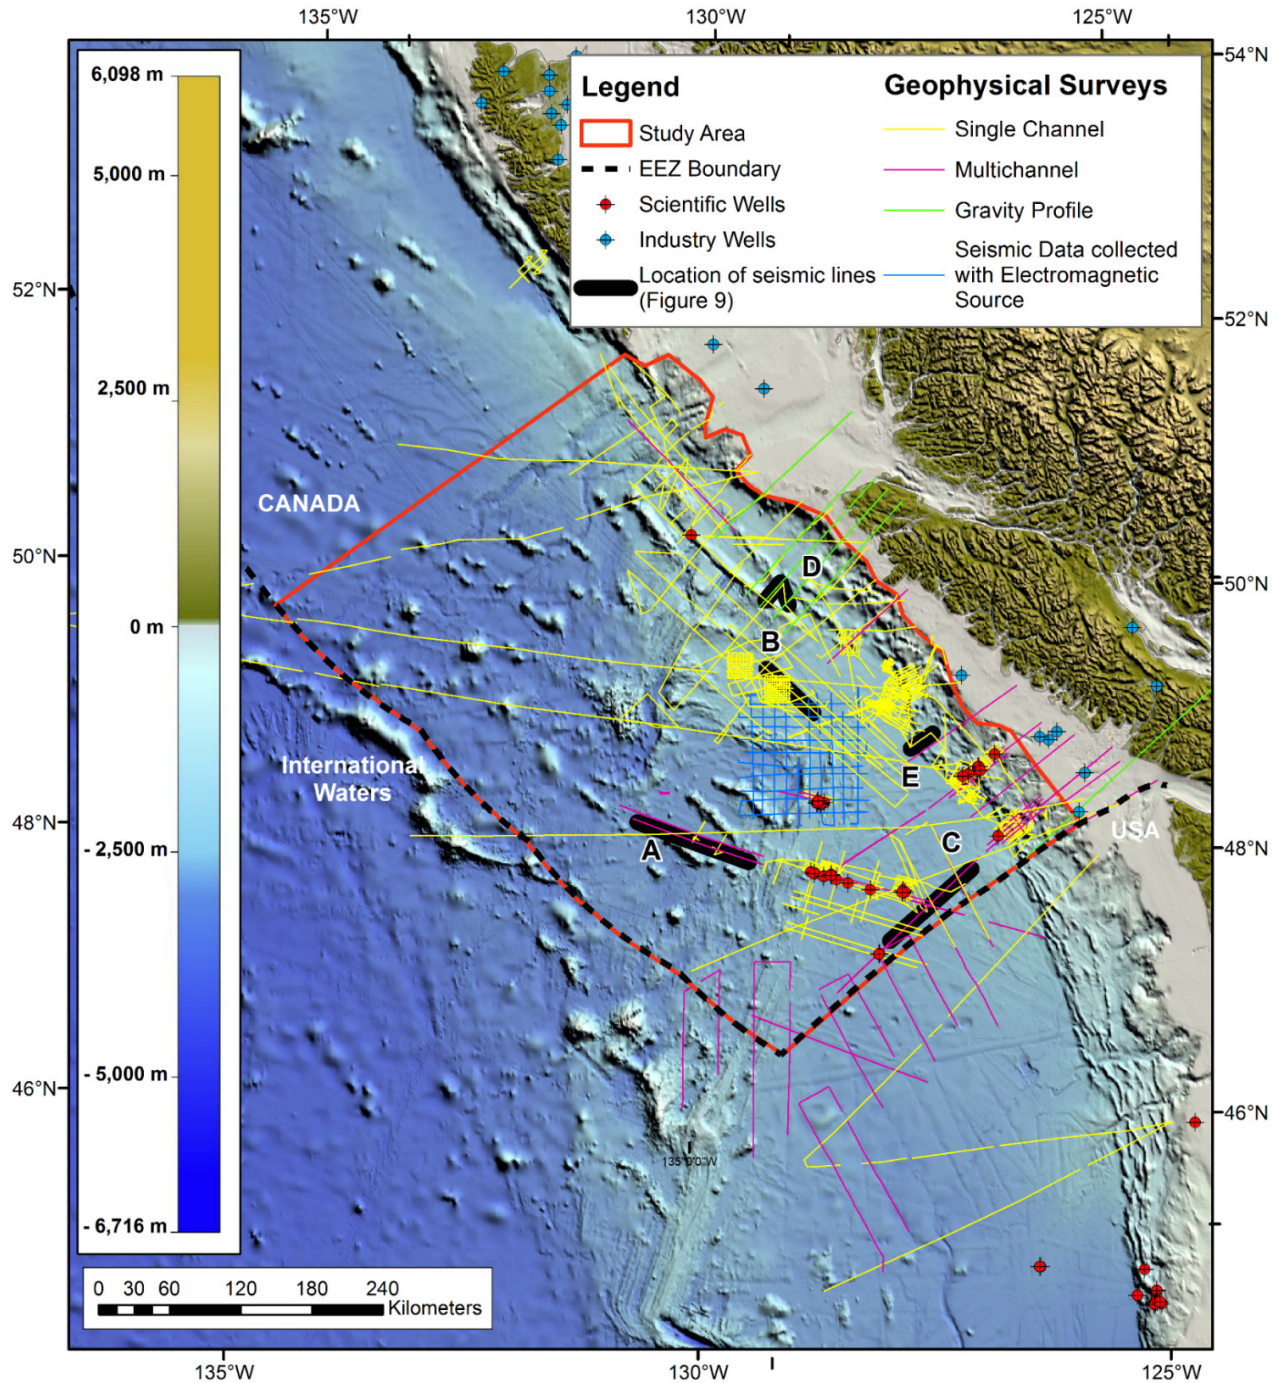 135°W
130°W
125°W
54°N
52°N
50°N
48°N
46°N
52°N
50°N
48°N
46°N
6,098 m
5,000 m
2,500 m
0 m
- 2,500 m
- 5,000 m
- 6,716 m
Legend
Study Area
EEZ Boundary
Scientific Wells
Industry Wells
Location of seismic lines
(Figure 9)
Geophysical Surveys
Single Channel
Multichannel
Gravity Profile
Seismic Data collected
with Electromagnetic
Source
CANADA
International
Waters
USA
D
B
E
A
C
135°0'0"W
0 30 60 120 180 240
Kilometers
135°W
130°W
125°W